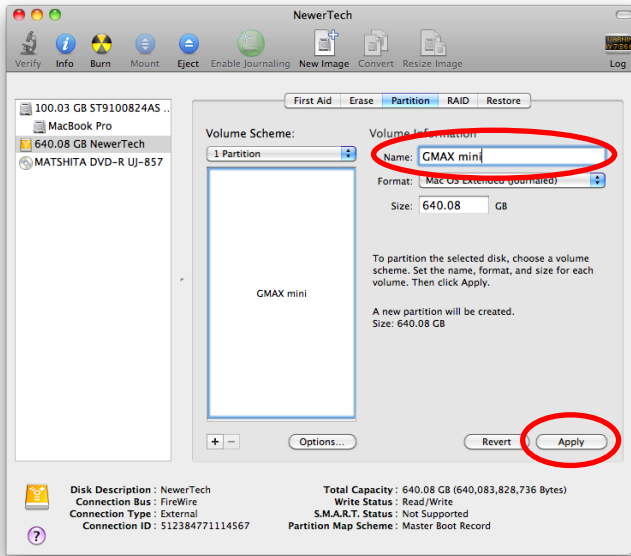 NewerTech
Verify Info Burn Mount Eject Enable Journaling New Image Convert Resize Image Log
100.03 GB ST9100824AS ..
MacBook Pro
640.08 GB NewerTech
MATSHITA DVD-R UJ-857
First Aid Erase Partition RAID Restore
Volume Scheme:
1 Partition
GMAX mini
Volume Information
Name: GMAX mini
Format: Mac OS Extended (Journaled)
Size: 640.08 GB
To partition the selected disk, choose a volume
scheme. Set the name, format, and size for each
volume. Then click Apply.
A new partition will be created.
Size: 640.08 GB
+ − Options... Revert Apply
Disk Description : NewerTech
Connection Bus : FireWire
Connection Type : External
Connection ID : 512384771114567
Total Capacity : 640.08 GB (640,083,828,736 Bytes)
Write Status : Read/Write
S.M.A.R.T. Status : Not Supported
Partition Map Scheme : Master Boot Record
?